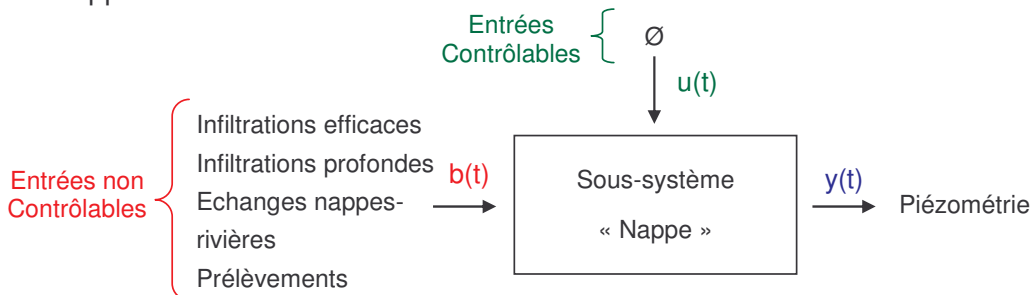 Entrées
Contrôlables
Ø
u(t)
Entrées non
Contrôlables
Infiltrations efficaces
Infiltrations profondes
Echanges nappes-
rivières
Prélèvements
b(t)
Sous-système
« Nappe »
y(t)
Piézométrie